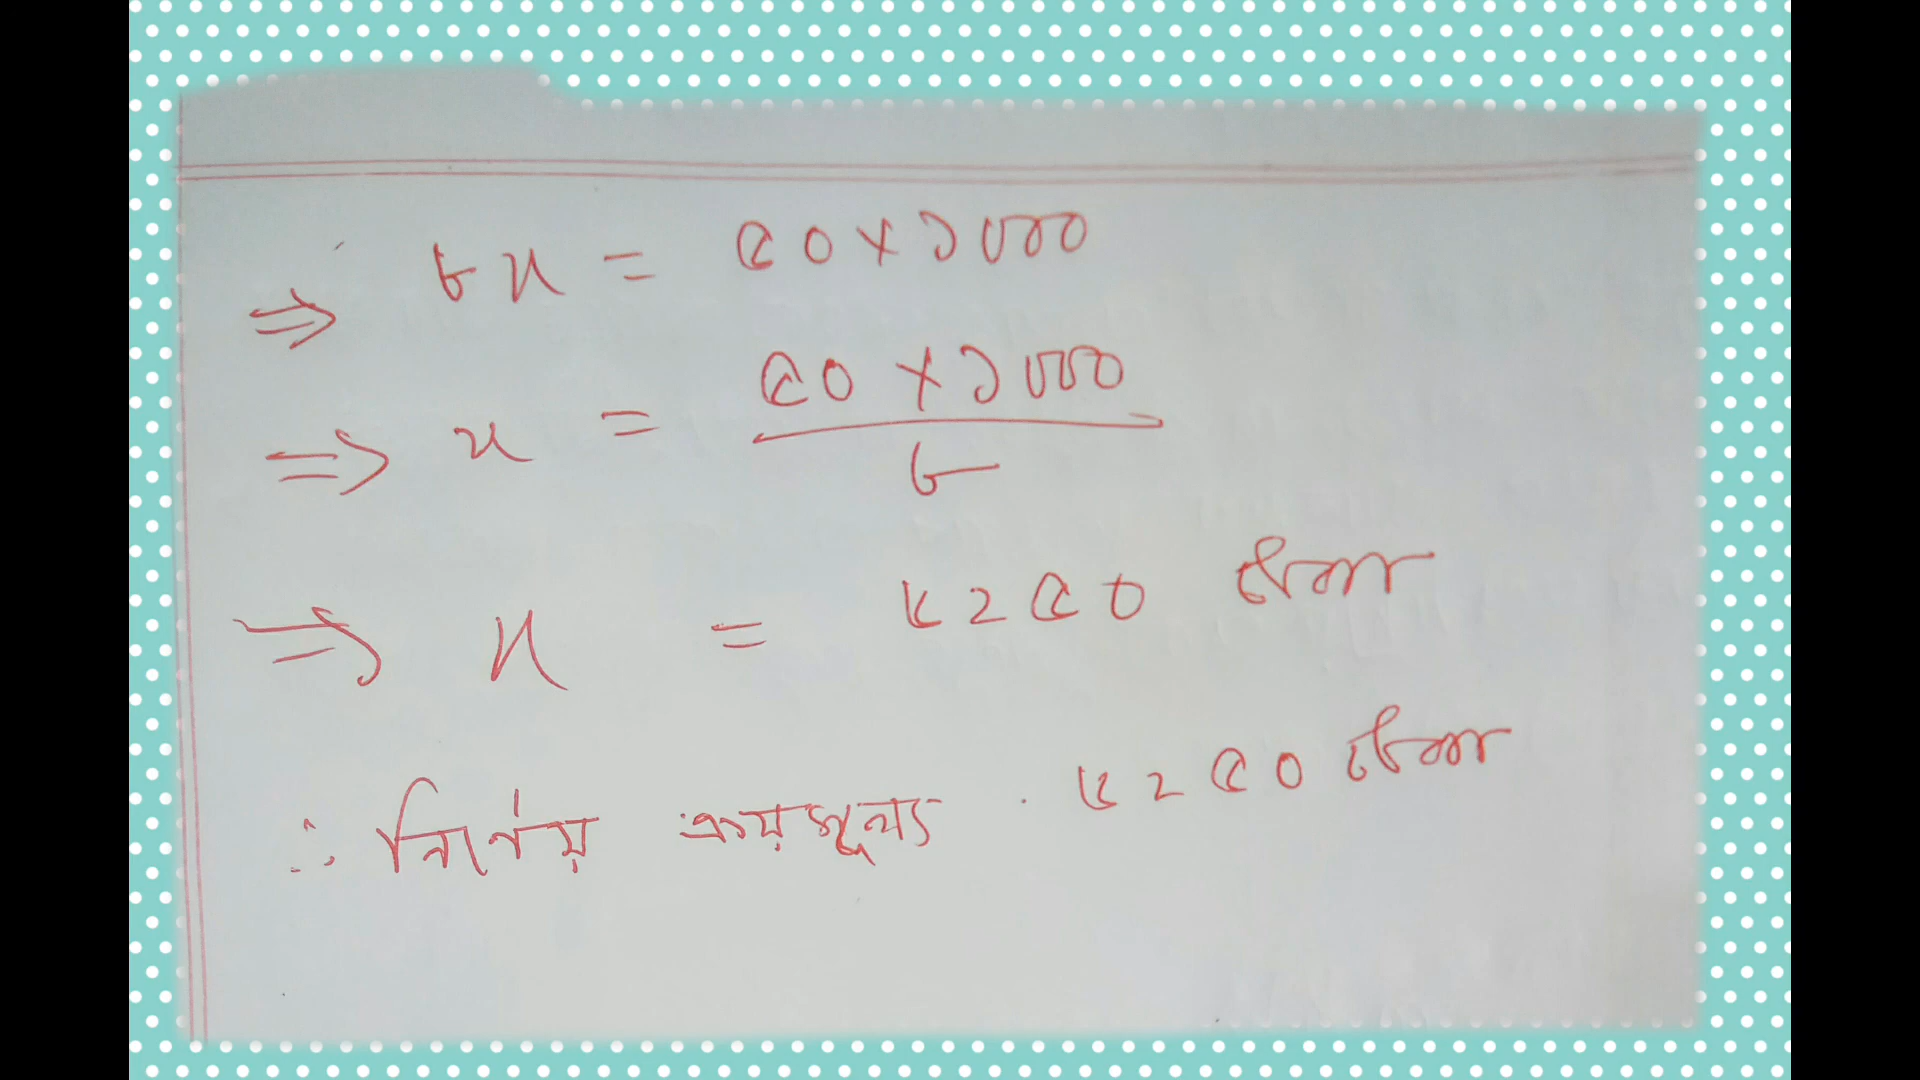 ⇒ ৮x = ৫০×১০০০
⇒ x = ৫০×১০০০ / ৮
⇒ x = ৬২৫০ টাকা
∴ নির্ণেয় ক্রয়মূল্য ৬২৫০ টাকা